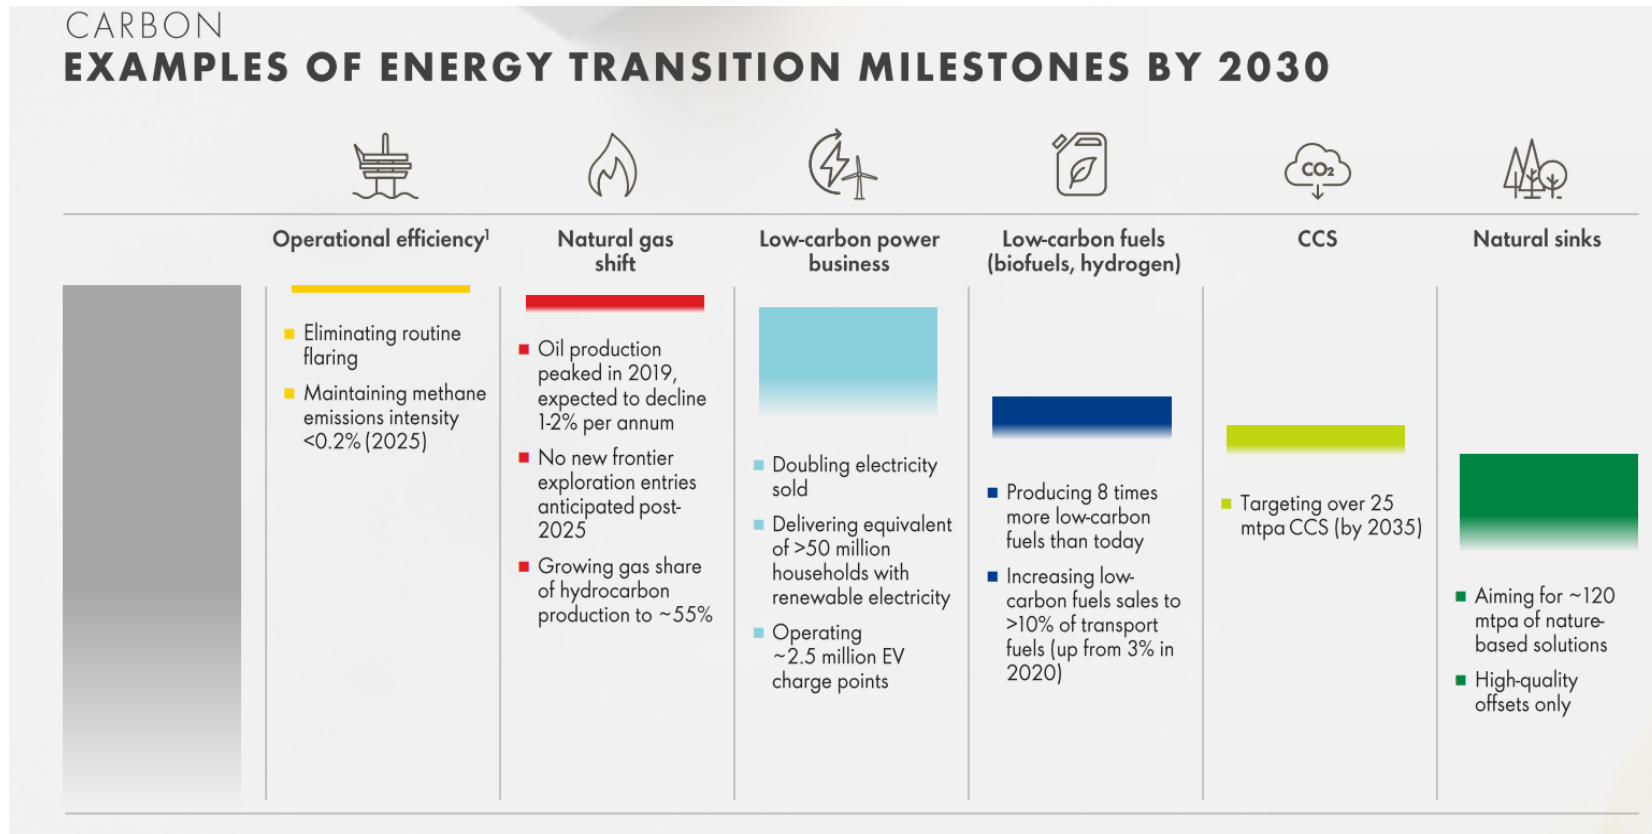 CARBON
EXAMPLES OF ENERGY TRANSITION MILESTONES BY 2030
CO₂
Operational efficiency¹
Eliminating routine
flaring
Maintaining methane
emissions intensity
<0.2% (2025)
Natural gas
shift
Oil production
peaked in 2019,
expected to decline
1-2% per annum
No new frontier
exploration entries
anticipated post-
2025
Growing gas share
of hydrocarbon
production to ~55%
Low-carbon power
business
Doubling electricity
sold
Delivering equivalent
of >50 million
households with
renewable electricity
Operating
~2.5 million EV
charge points
Low-carbon fuels
(biofuels, hydrogen)
Producing 8 times
more low-carbon
fuels than today
Increasing low-
carbon fuels sales to
>10% of transport
fuels (up from 3% in
2020)
CCS
Targeting over 25
mtpa CCS (by 2035)
Natural sinks
Aiming for ~120
mtpa of nature-
based solutions
High-quality
offsets only